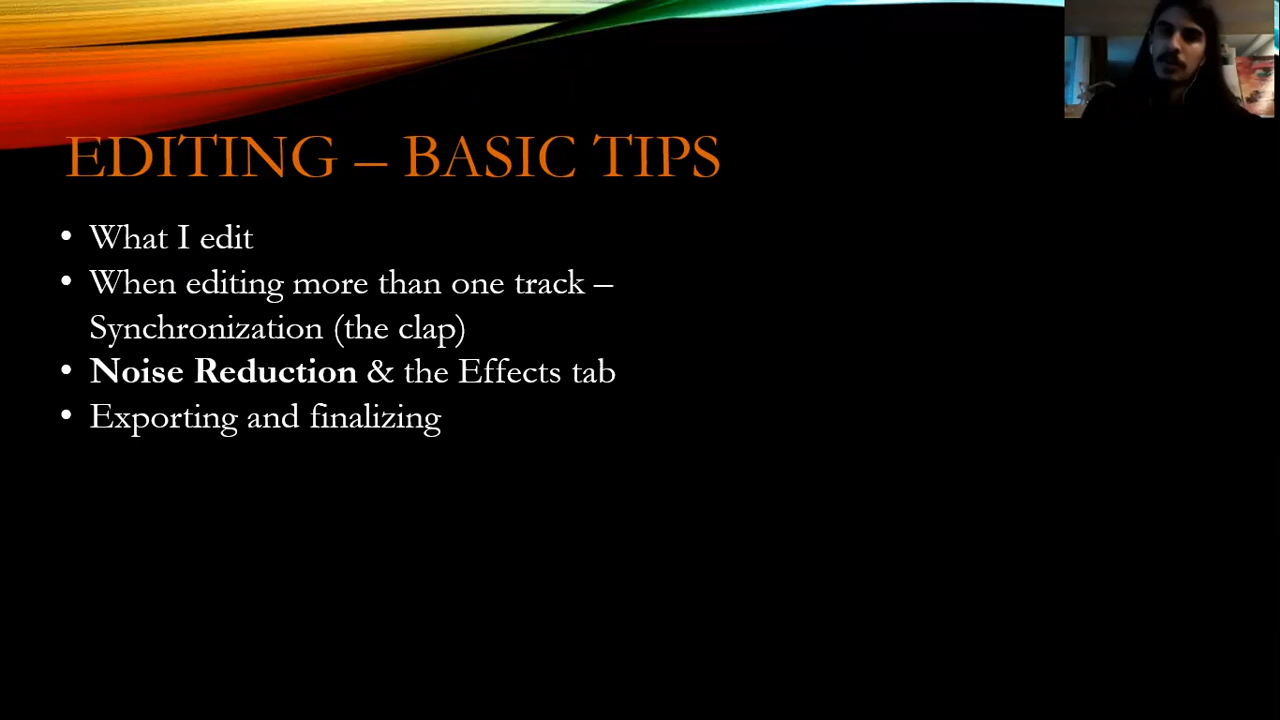 EDITING – BASIC TIPS
• What I edit
• When editing more than one track –
Synchronization (the clap)
• Noise Reduction & the Effects tab
• Exporting and finalizing